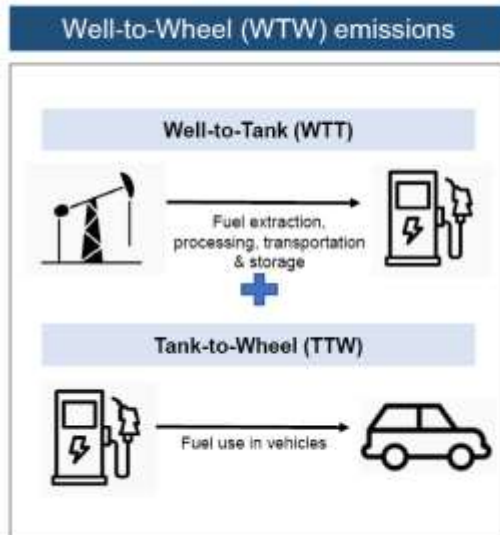 Well-to-Wheel (WTW) emissions
Well-to-Tank (WTT)
Fuel extraction,
processing, transportation
& storage
Tank-to-Wheel (TTW)
Fuel use in vehicles